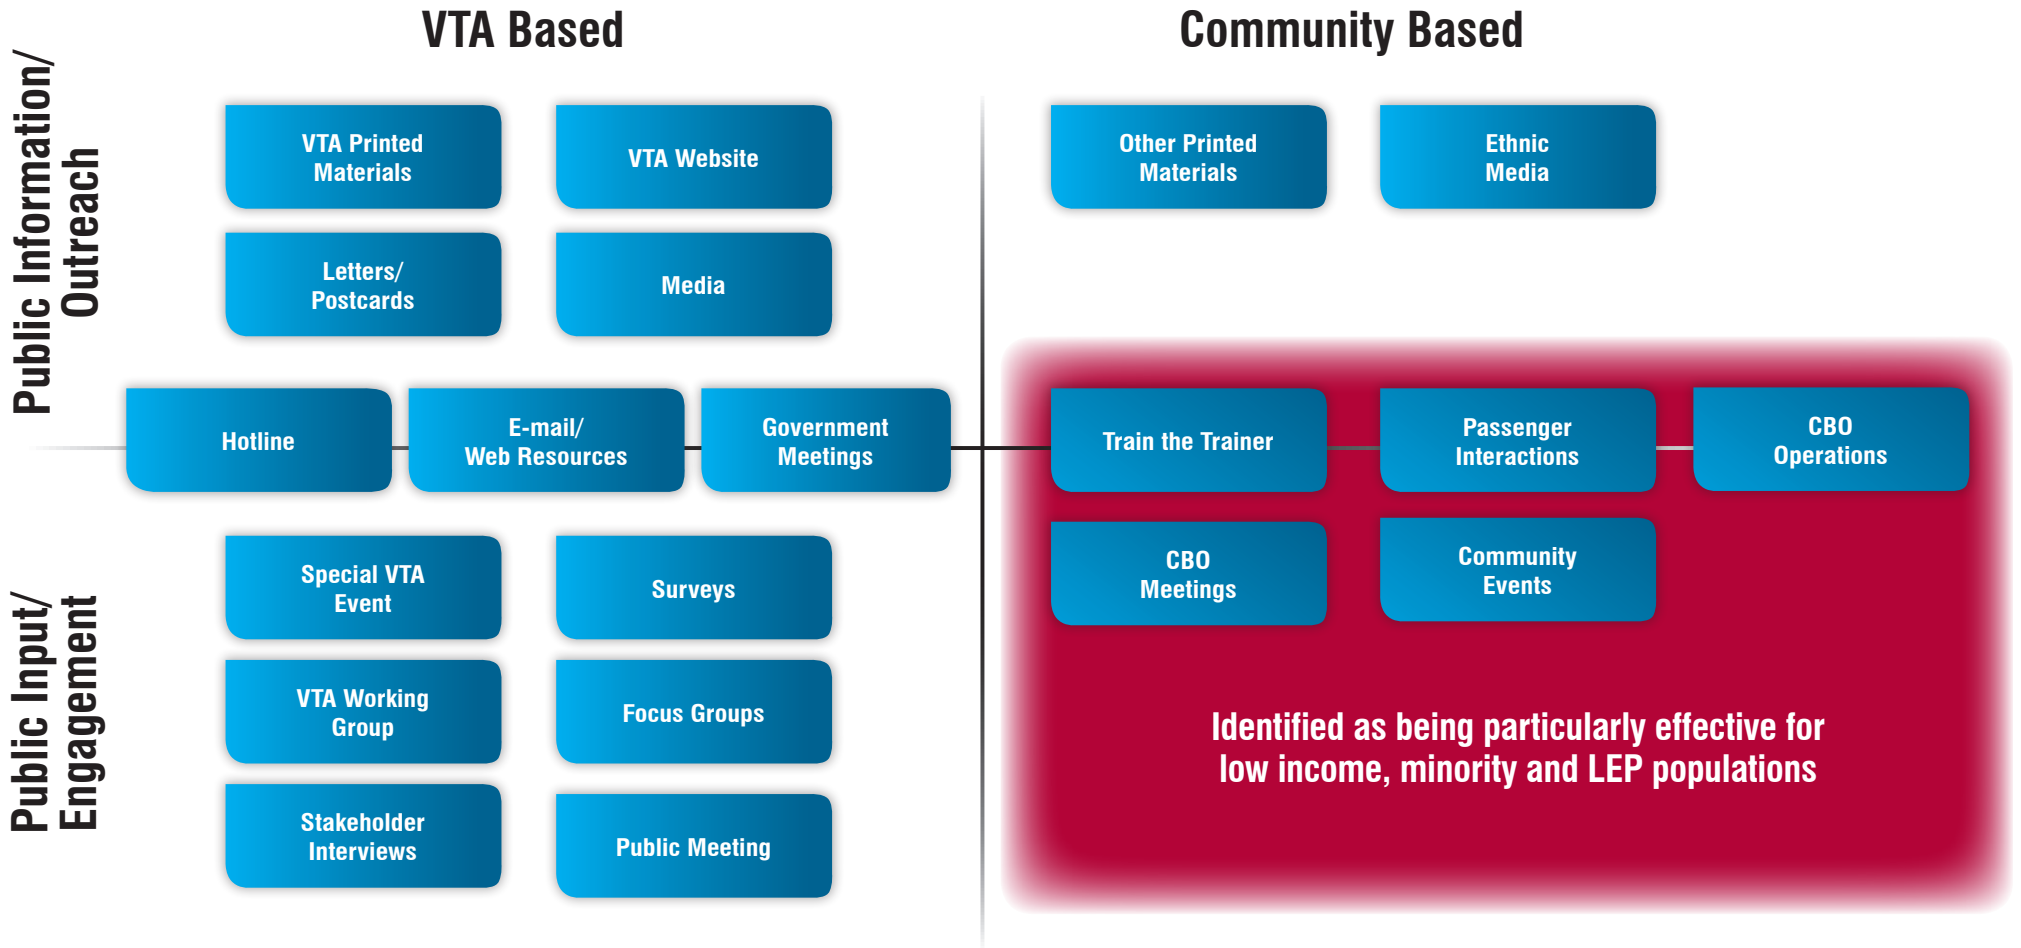 VTA Based
Community Based
Public Information/
Outreach
VTA Printed
Materials
VTA Website
Other Printed
Materials
Ethnic
Media
Letters/
Postcards
Media
Hotline
E-mail/
Web Resources
Government
Meetings
Train the Trainer
Passenger
Interactions
CBO
Operations
Public Input/
Engagement
Special VTA
Event
Surveys
CBO
Meetings
Community
Events
VTA Working
Group
Focus Groups
Identified as being particularly effective for
low income, minority and LEP populations
Stakeholder
Interviews
Public Meeting